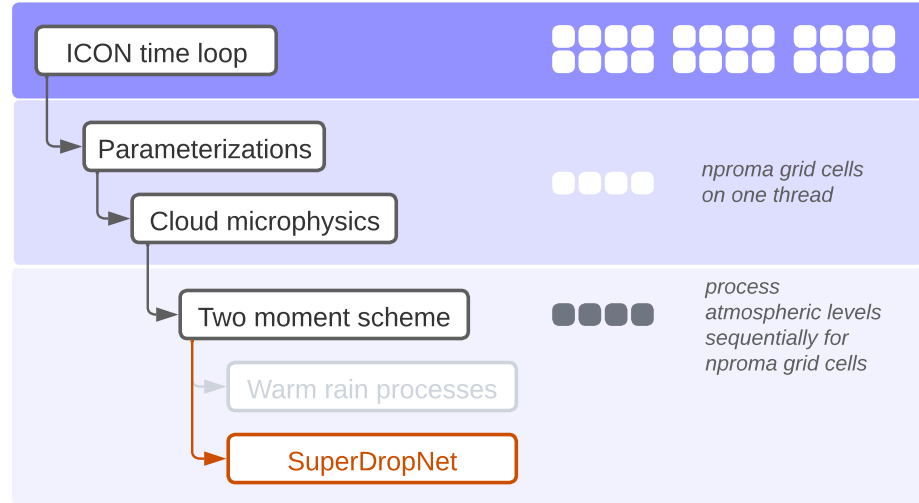 ICON time loop
Parameterizations
nproma grid cells
on one thread
Cloud microphysics
Two moment scheme
process
atmospheric levels
sequentially for
nproma grid cells
Warm rain processes
SuperDropNet